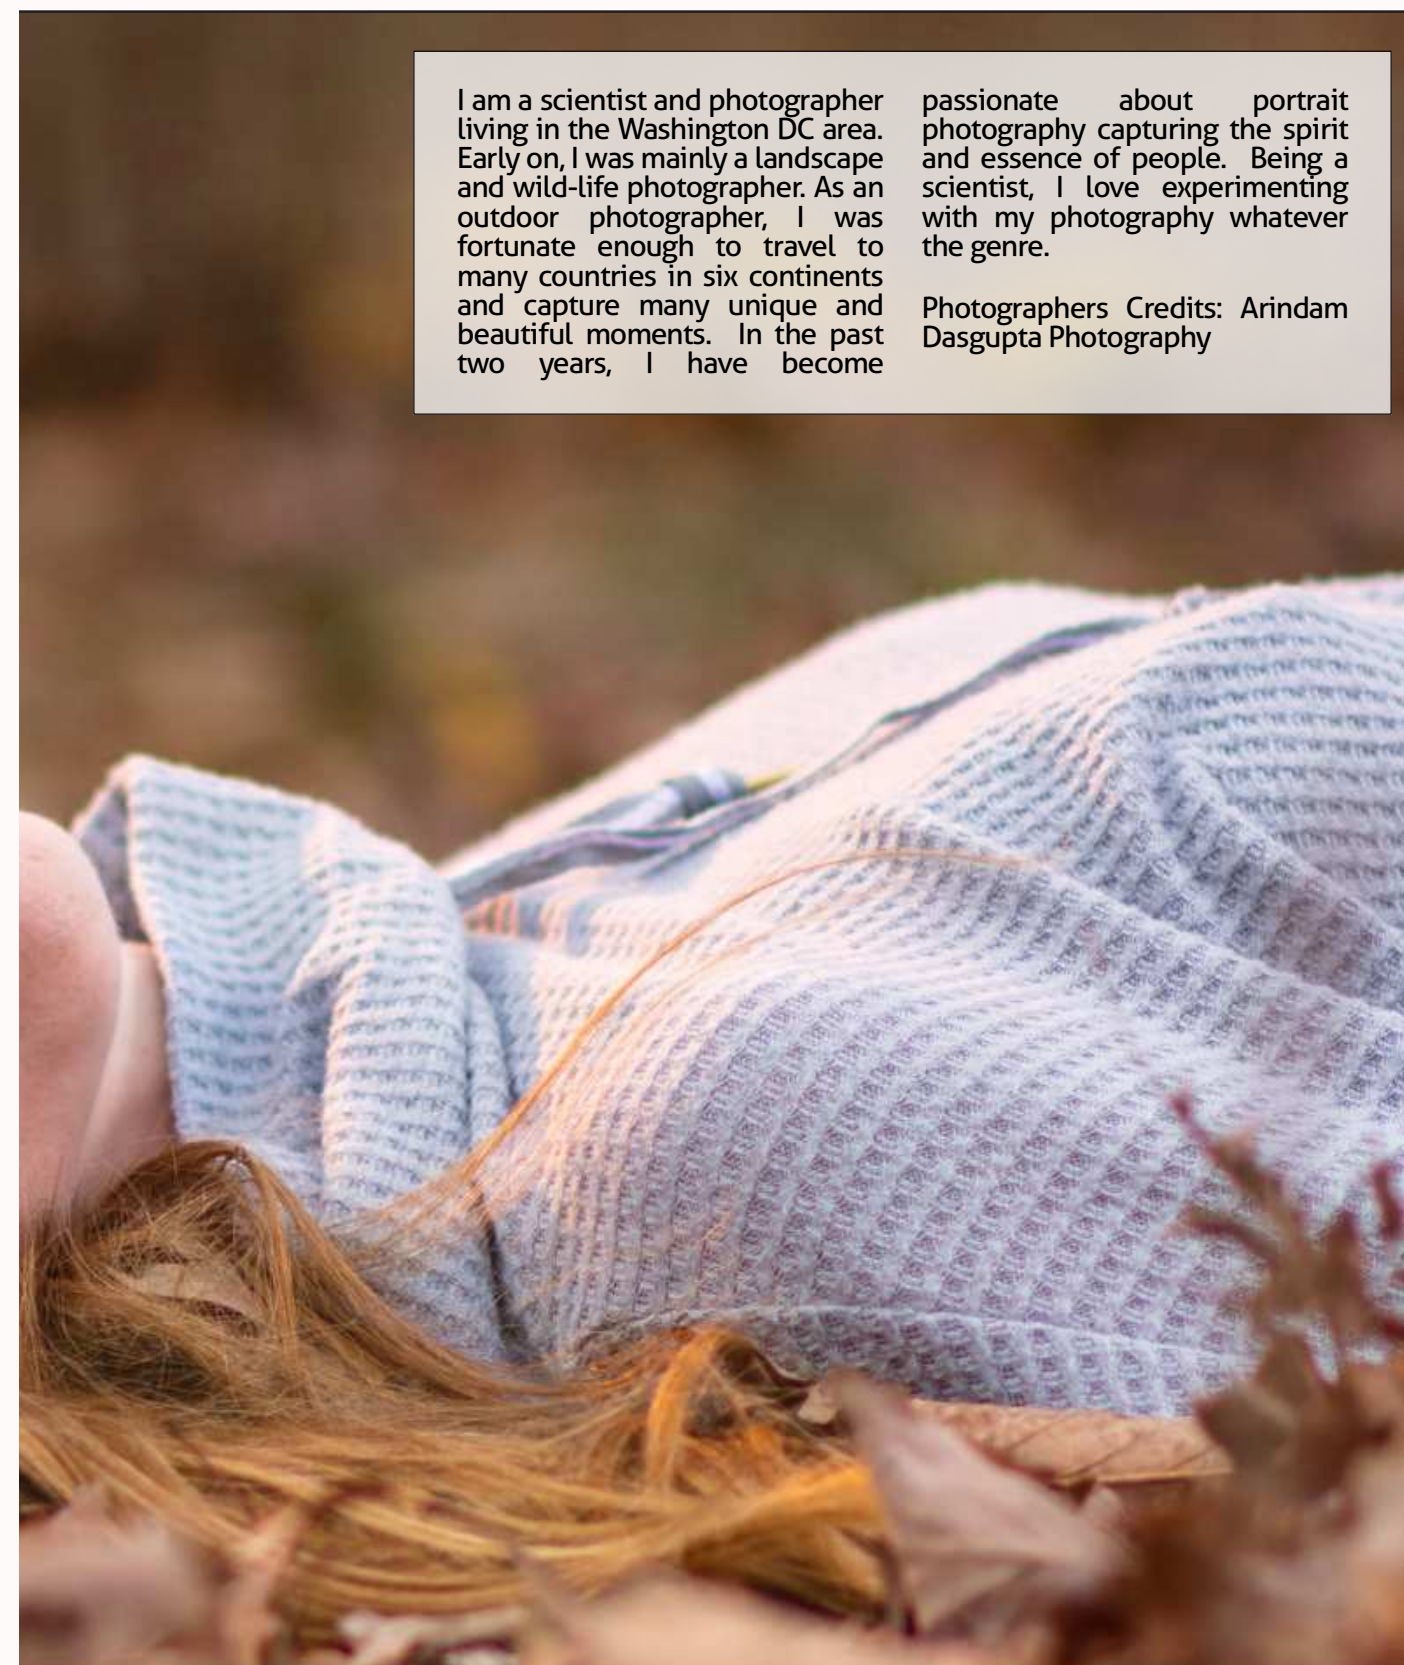 I am a scientist and photographer
living in the Washington DC area.
Early on, I was mainly a landscape
and wild-life photographer. As an
outdoor photographer, I was
fortunate enough to travel to
many countries in six continents
and capture many unique and
beautiful moments. In the past
two years, I have become
passionate about portrait
photography capturing the spirit
and essence of people. Being a
scientist, I love experimenting
with my photography whatever
the genre.
Photographers Credits: Arindam
Dasgupta Photography